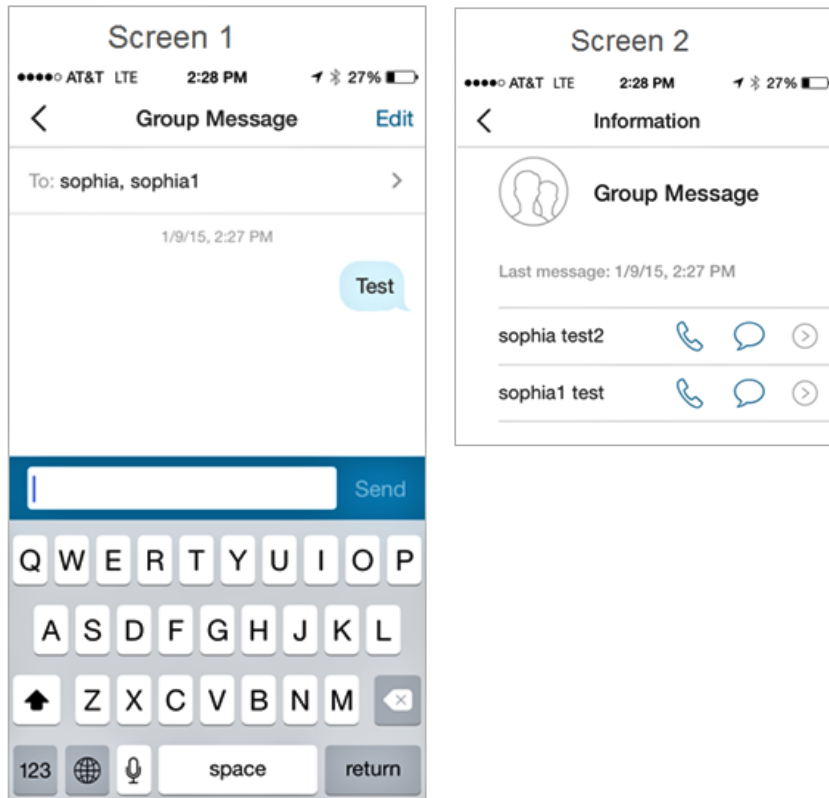 Screen 1
AT&T LTE 2:28 PM 27%
Group Message Edit
To: sophia, sophia1
1/9/15, 2:27 PM
Test
Send
Q W E R T Y U I O P
A S D F G H J K L
Z X C V B N M
123 space return
Screen 2
AT&T LTE 2:28 PM 27%
Information
Group Message
Last message: 1/9/15, 2:27 PM
sophia test2
sophia1 test